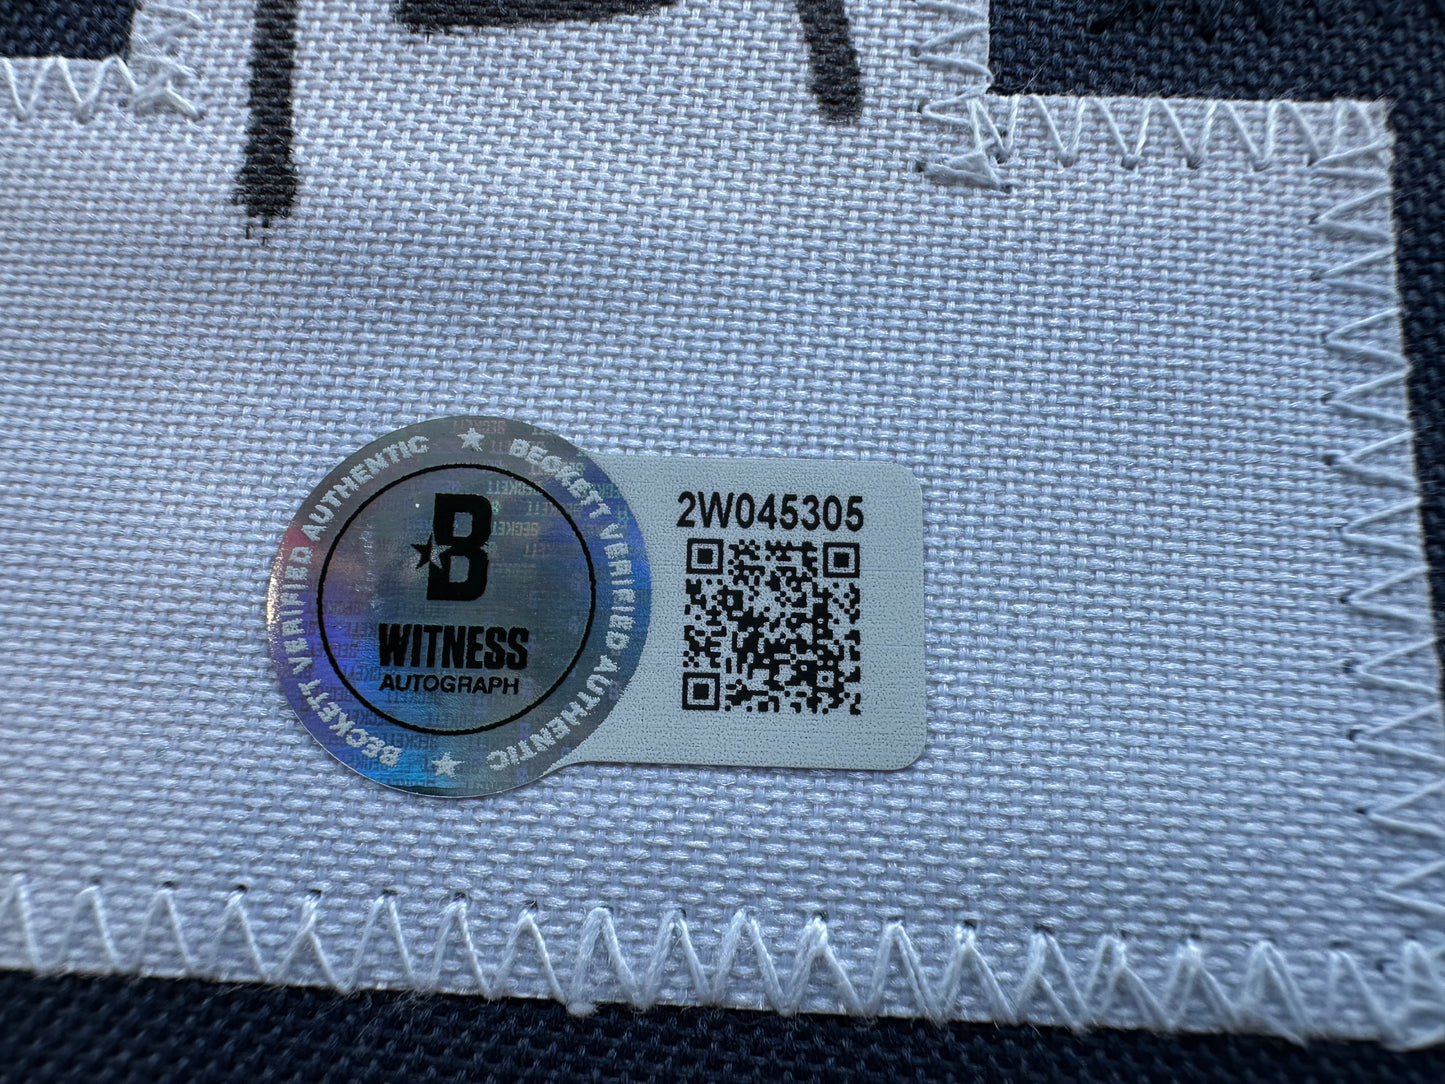 BECKETT VERIFIED AUTHENTIC
BECKETT VERIFIED AUTHENTIC
B
WITNESS
AUTOGRAPH
2W045305